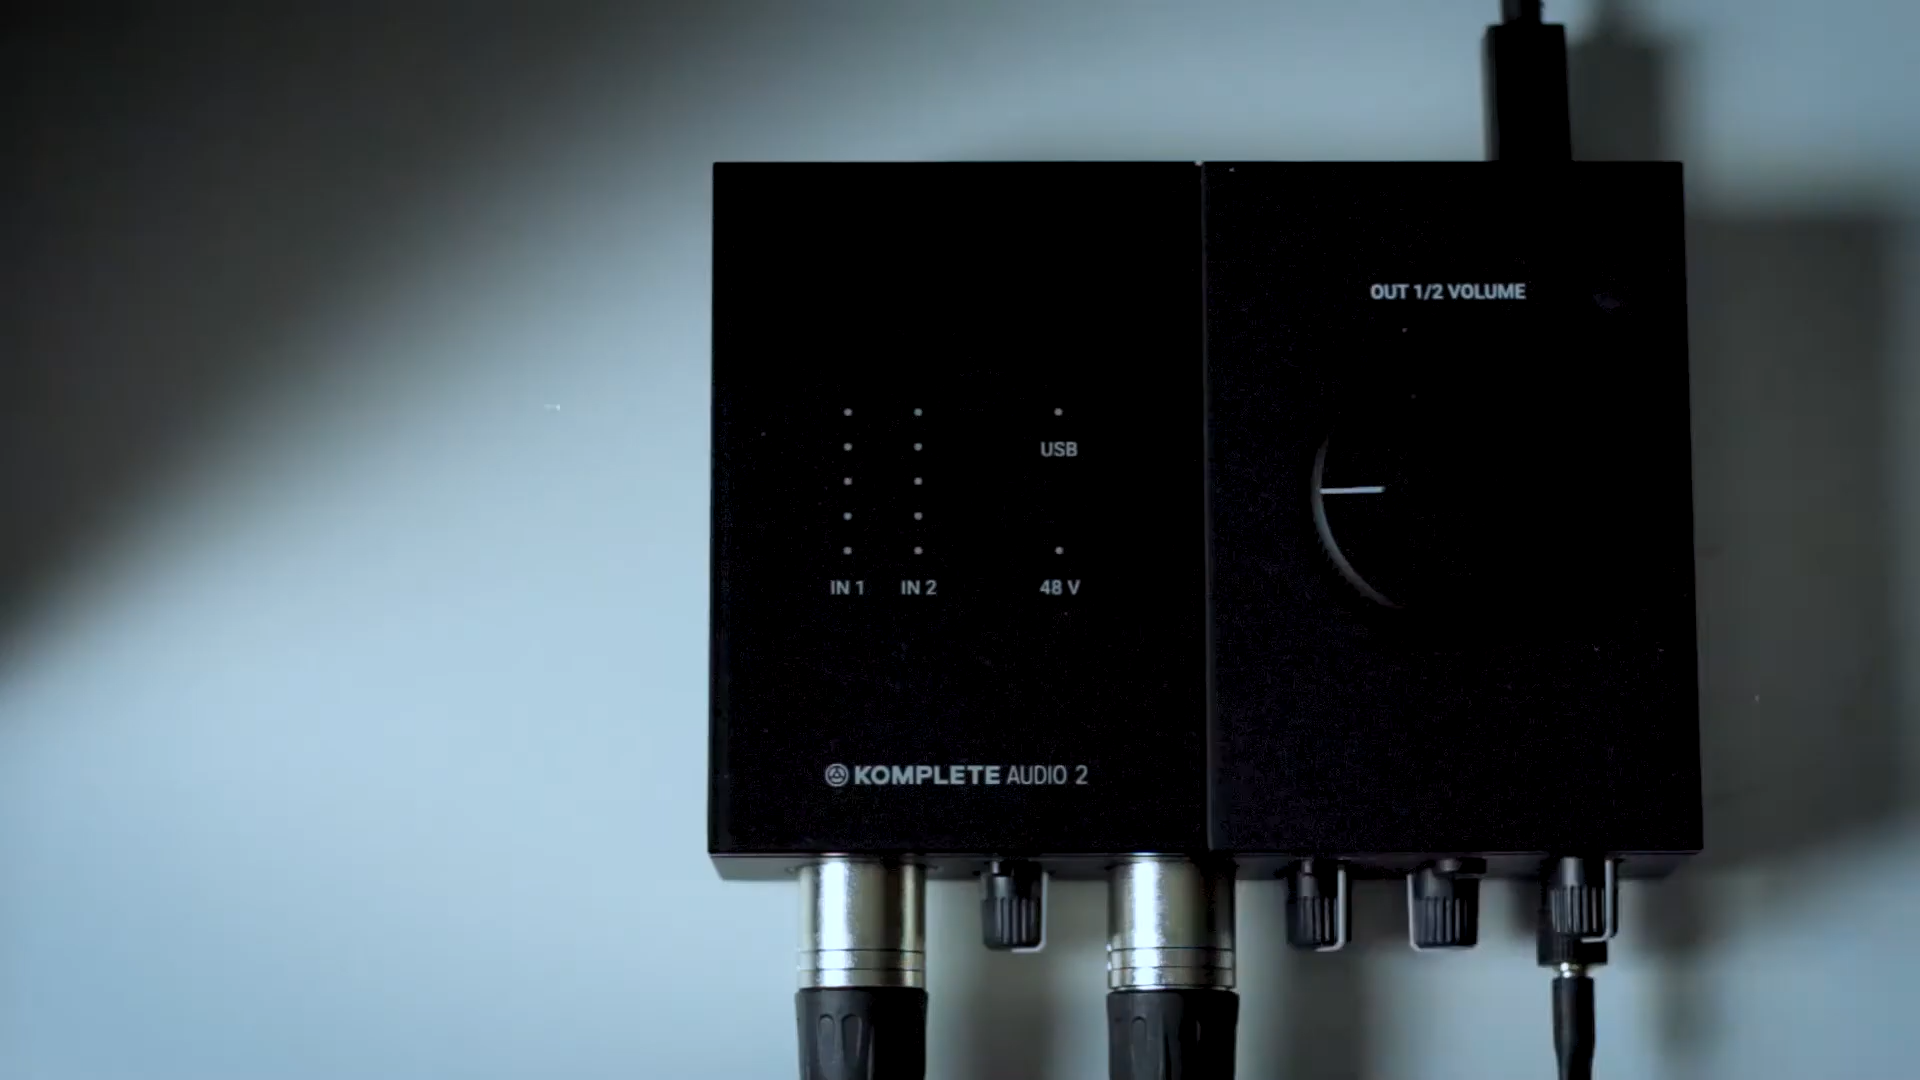 OUT 1/2 VOLUME
USB
IN 1 IN 2 48 V
KOMPLETE AUDIO 2